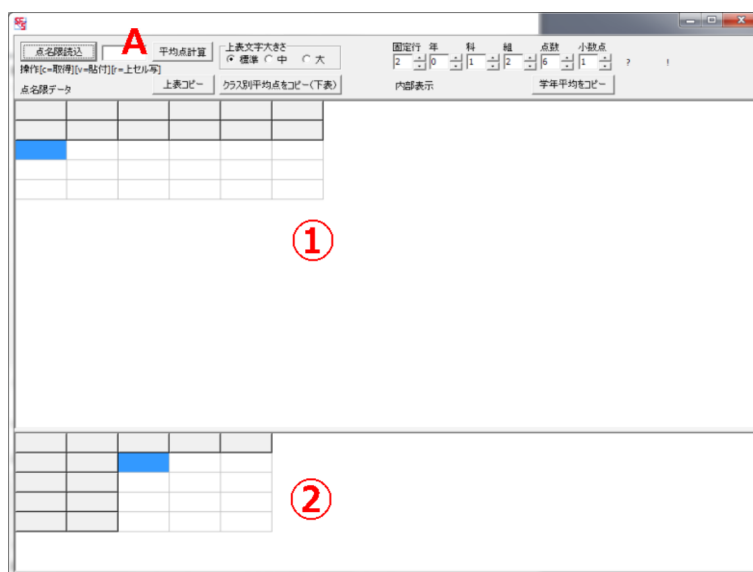 点名限読込 A 平均点計算 上表文字大きさ 固定行 年 科 組 点数 小数点
標準 中 大 2 0 1 2 6 1 ? !
操作[c=取得][v=貼付][r=上セル写]
点名限データ 上表コピー クラス別平均点をコピー(下表) 内部表示 学年平均をコピー
①
②